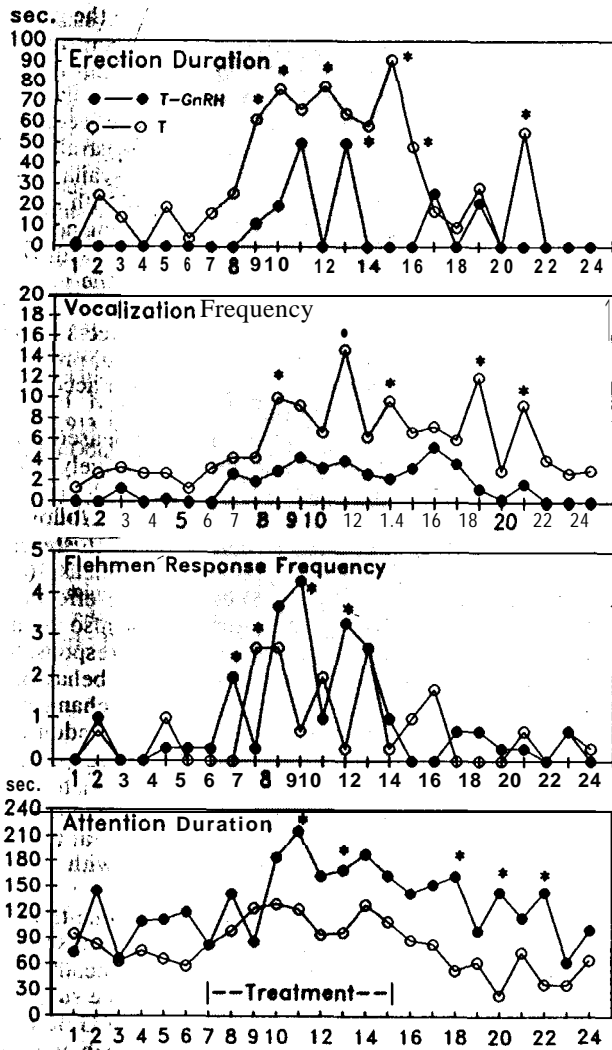 sec.
100
Erection Duration
90
80
T-GnRH
70
T
60
50
40
30
20
10
0
1 2 3 4 5 6 7 8 9 10 12 14 16 18 20 22 24
20
Vocalization Frequency
18
16
14
12
10
8
6
4
2
0
1 2 3 4 5 6 7 8 9 10 12 1.4 16 18 20 22 24
5
Flehmen Response Frequency
4
3
2
1
0
1 2 3 4 5 6 7 8 9 10 12 14 16 18 20 22 24
sec.
240
Attention Duration
210
180
150
120
90
60
30
|--Treatment--|
0
1 2 3 4 5 6 7 8 9 10 12 14 16 18 20 22 24